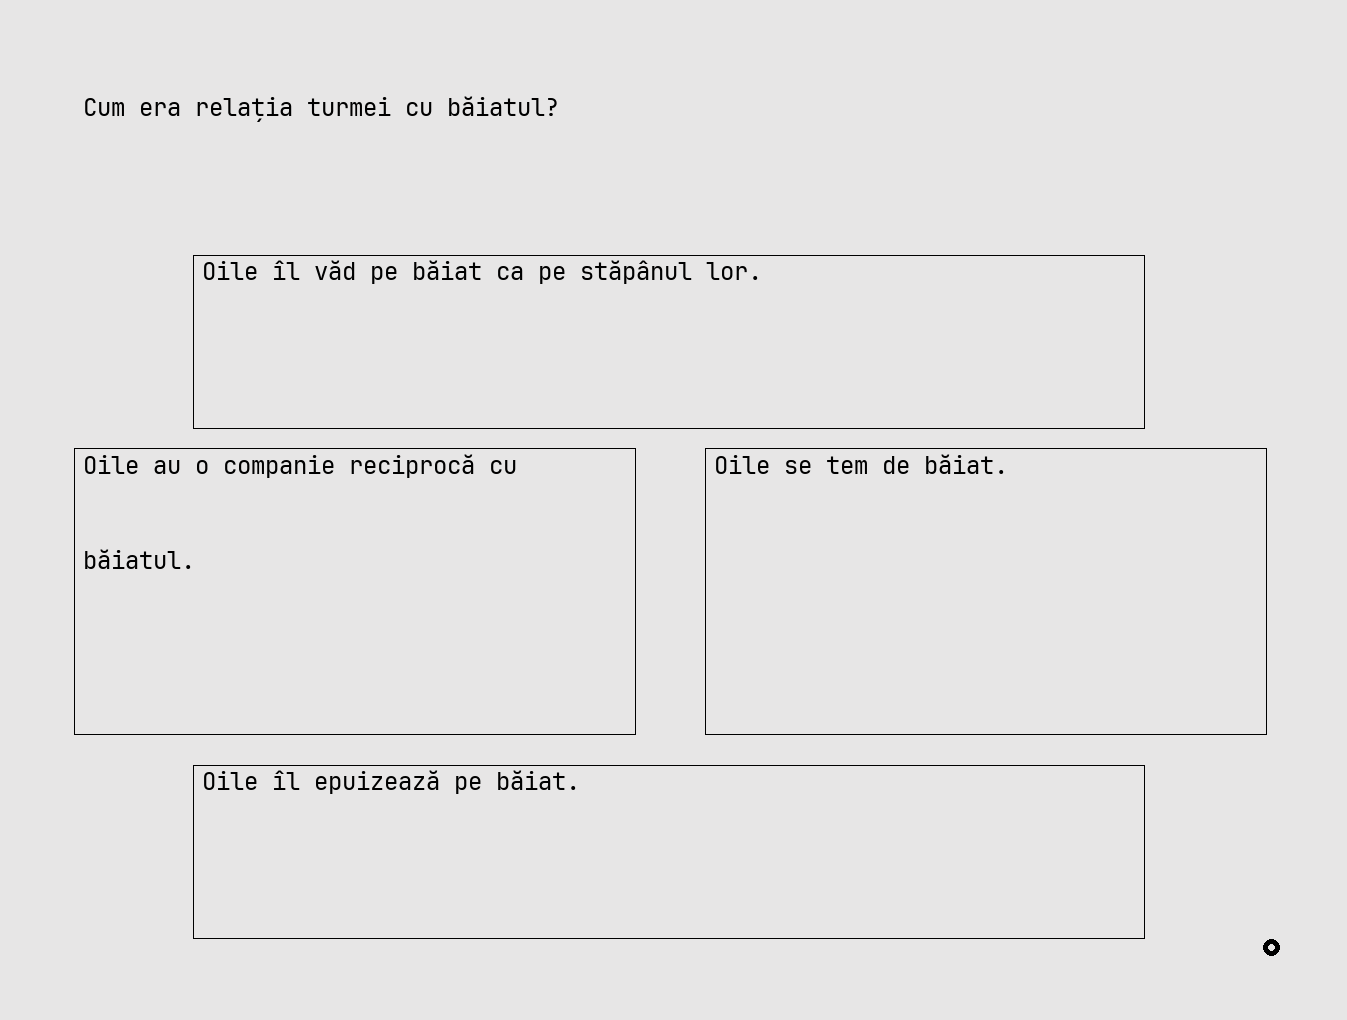 Cum era relația turmei cu băiatul?
Oile îl văd pe băiat ca pe stăpânul lor.
Oile au o companie reciprocă cu
băiatul.
Oile se tem de băiat.
Oile îl epuizează pe băiat.